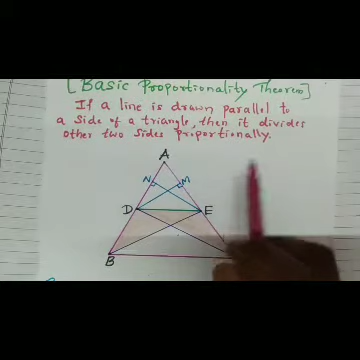 [Basic Proportionality Theorem]
If a line is drawn parallel to
a side of a triangle, then it divides
other two sides proportionally.
A
N M
D E
B